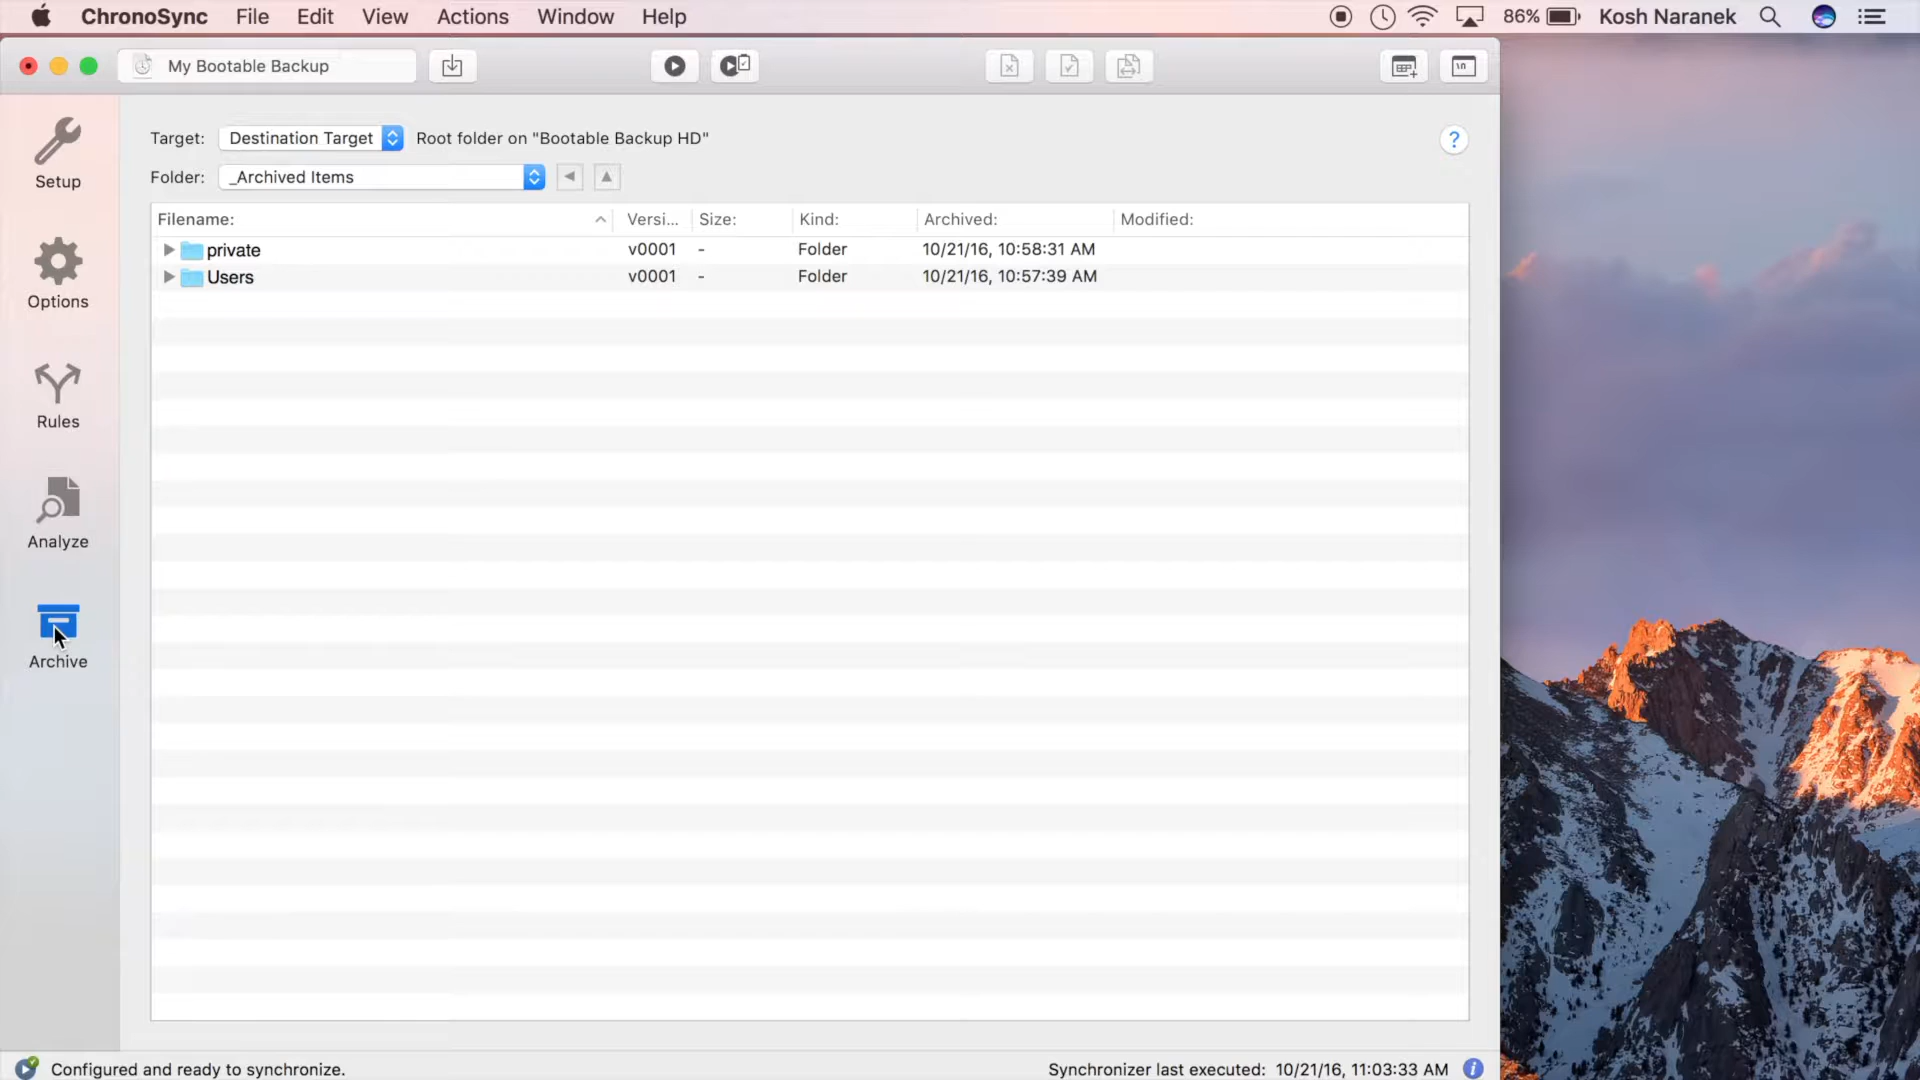 ChronoSync File Edit View Actions Window Help 86% Kosh Naranek
My Bootable Backup
Target: Destination Target Root folder on "Bootable Backup HD" ?
Folder: _Archived Items
Filename: Versi... Size: Kind: Archived: Modified:
private v0001 - Folder 10/21/16, 10:58:31 AM
Users v0001 - Folder 10/21/16, 10:57:39 AM
Setup
Options
Rules
Analyze
Archive
Configured and ready to synchronize. Synchronizer last executed: 10/21/16, 11:03:33 AM i